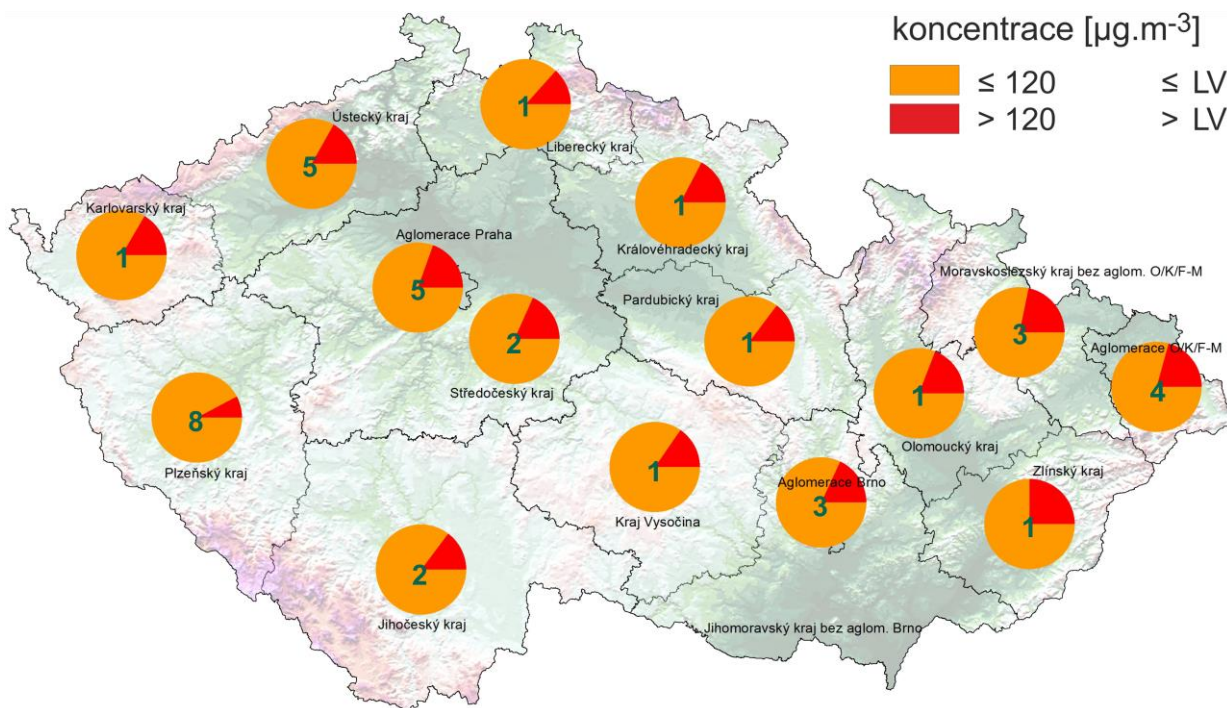 koncentrace [µg.m-3]
≤ 120 ≤ LV
> 120 > LV
1
Liberecký kraj
Ústecký kraj
5
Karlovarský kraj
1
1
Královéhradecký kraj
Aglomerace Praha
5
2
Středočeský kraj
Pardubický kraj
1
Moravskoslezský kraj bez aglom. O/K/F-M
3
Aglomerace O/K/F-M
4
1
Olomoucký kraj
8
Plzeňský kraj
1
Kraj Vysočina
Aglomerace Brno
3
Zlínský kraj
1
2
Jihočeský kraj
Jihomoravský kraj bez aglom. Brno